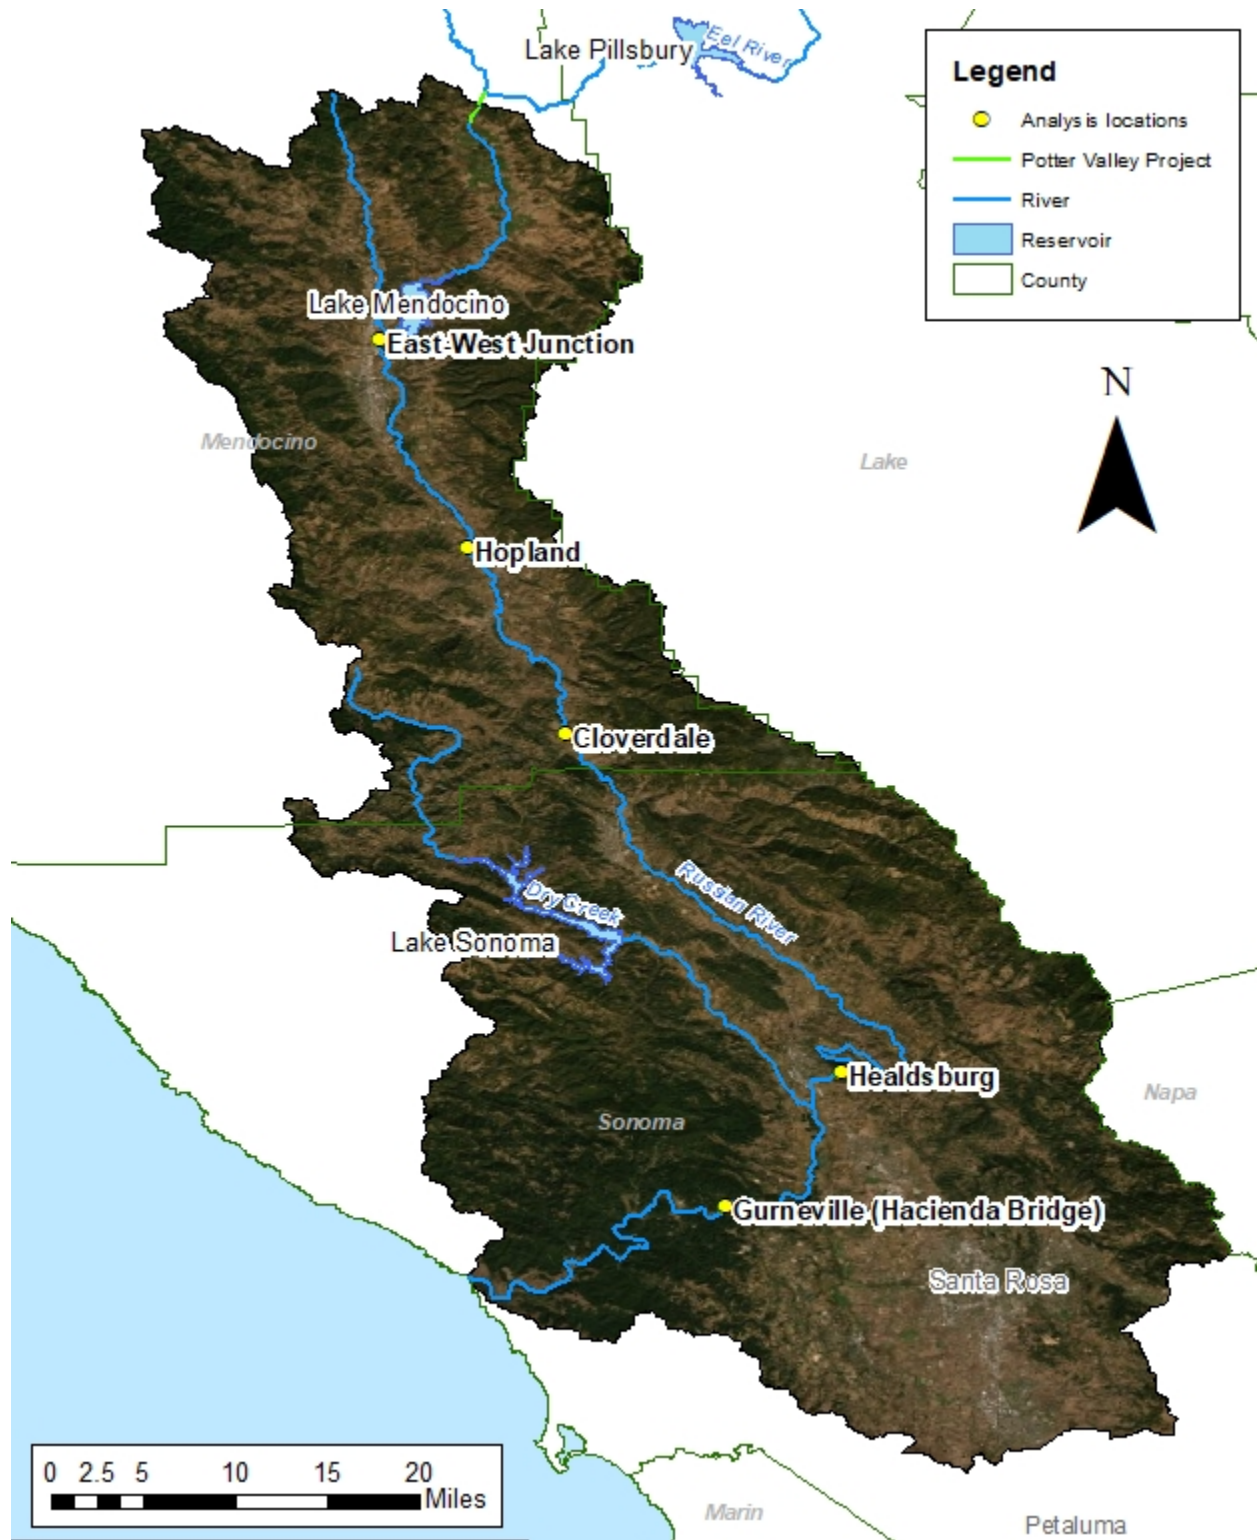 Lake Pillsbury
Eel River
Legend
Analysis locations
Potter Valley Project
River
Reservoir
County
Lake Mendocino
East-West Junction
N
Mendocino
Lake
Hopland
Cloverdale
Russian River
Dry Creek
Lake Sonoma
Healdsburg
Napa
Sonoma
Gurneville (Hacienda Bridge)
Santa Rosa
0 2.5 5 10 15 20
Miles
Marin
Petaluma